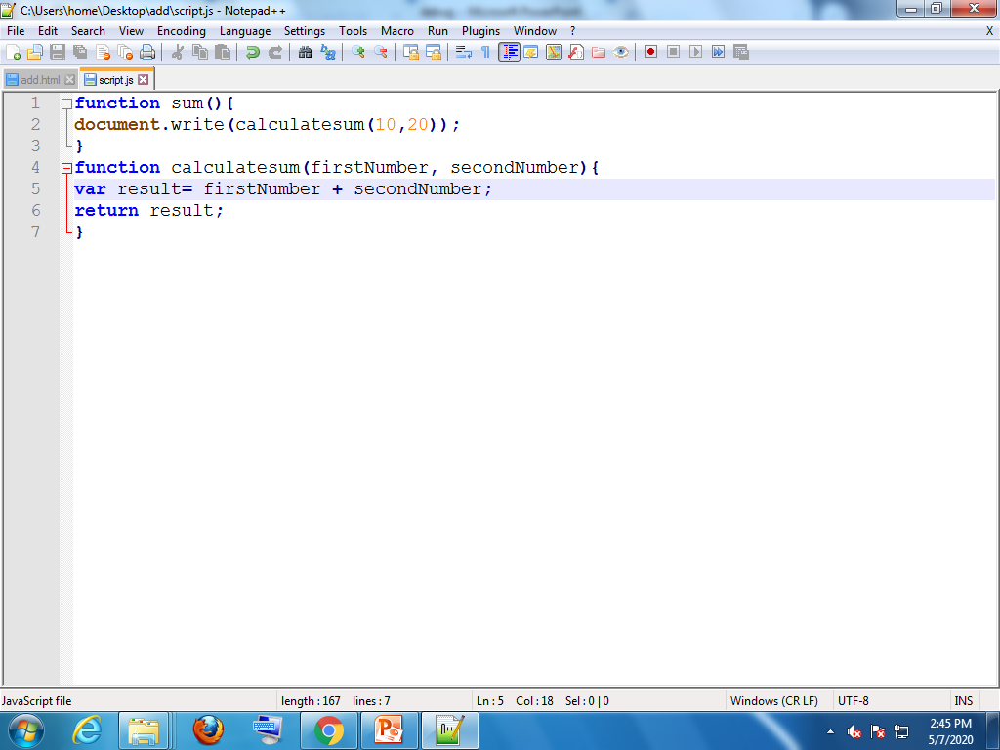 C:\Users\home\Desktop\add\script.js - Notepad++
File Edit Search View Encoding Language Settings Tools Macro Run Plugins Window ? X
add.html script.js
1 function sum(){
2 document.write(calculatesum(10,20));
3 }
4 function calculatesum(firstNumber, secondNumber){
5 var result= firstNumber + secondNumber;
6 return result;
7 }
JavaScript file length : 167 lines : 7 Ln : 5 Col : 18 Sel : 0 | 0 Windows (CR LF) UTF-8 INS
2:45 PM
5/7/2020